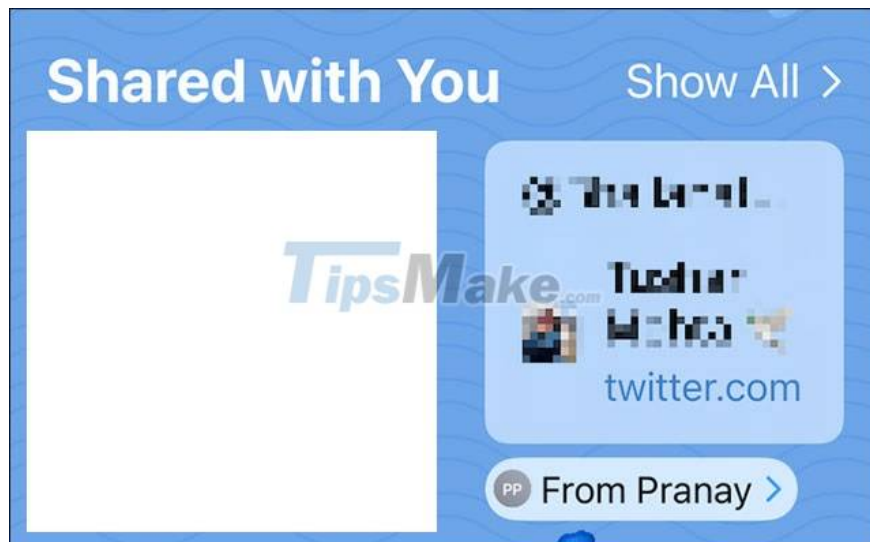 Shared with You
Show All >
TipsMake.com
twitter.com
PP From Pranay >